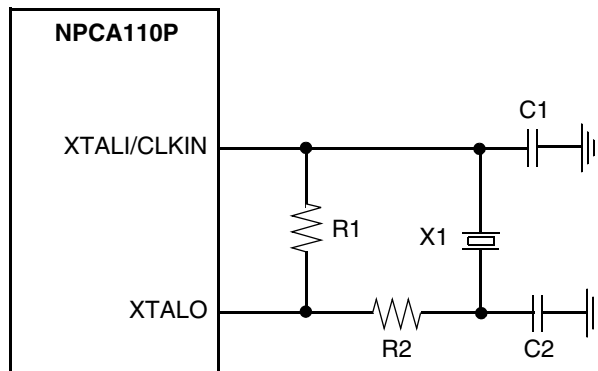 NPCA110P
C1
XTALI/CLKIN
R1
X1
XTALO
R2
C2